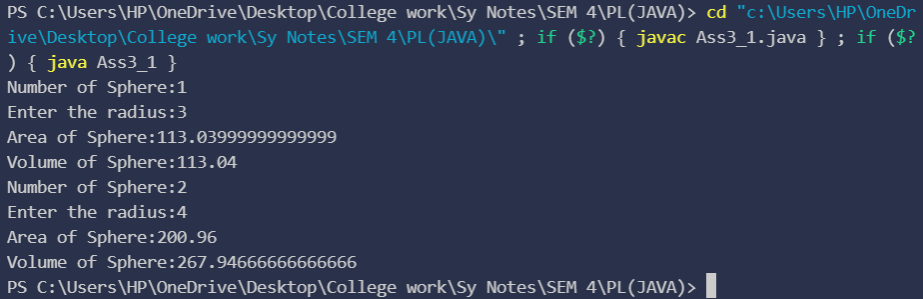 PS C:\Users\HP\OneDrive\Desktop\College work\Sy Notes\SEM 4\PL(JAVA)> cd "c:\Users\HP\OneDr
ive\Desktop\College work\Sy Notes\SEM 4\PL(JAVA)\" ; if ($?) { javac Ass3_1.java } ; if ($?
) { java Ass3_1 }
Number of Sphere:1
Enter the radius:3
Area of Sphere:113.03999999999999
Volume of Sphere:113.04
Number of Sphere:2
Enter the radius:4
Area of Sphere:200.96
Volume of Sphere:267.94666666666666
PS C:\Users\HP\OneDrive\Desktop\College work\Sy Notes\SEM 4\PL(JAVA)>